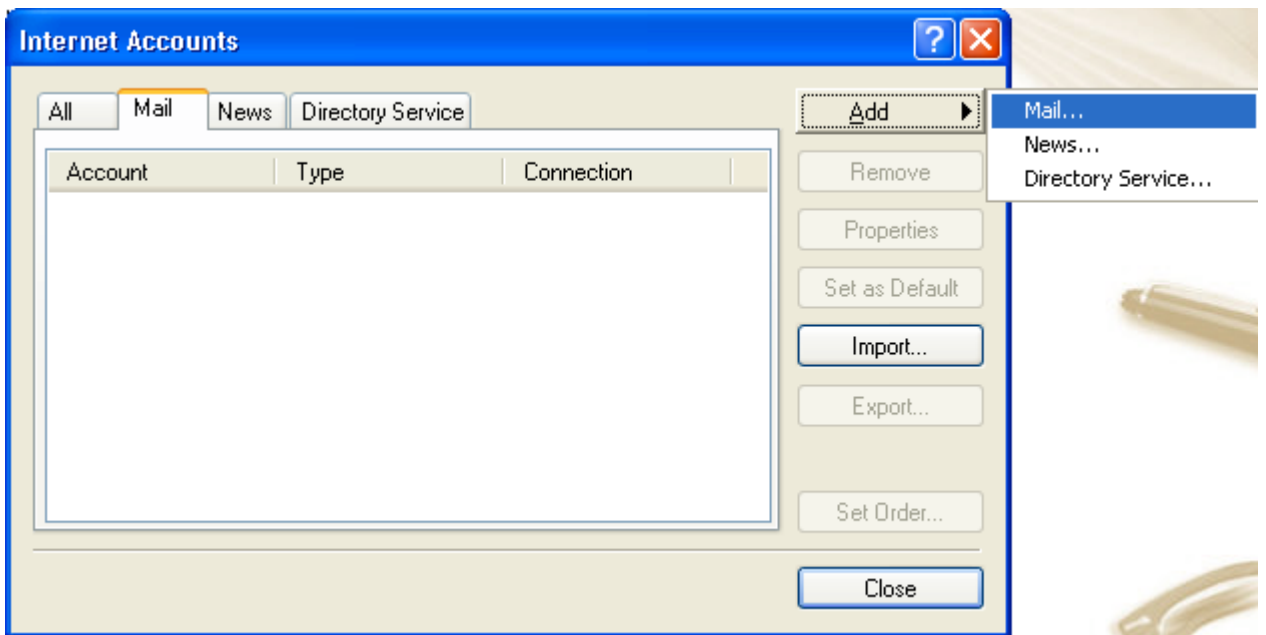 Internet Accounts
All Mail News Directory Service
Add
Mail...
News...
Directory Service...
Account Type Connection
Remove
Properties
Set as Default
Import...
Export...
Set Order...
Close